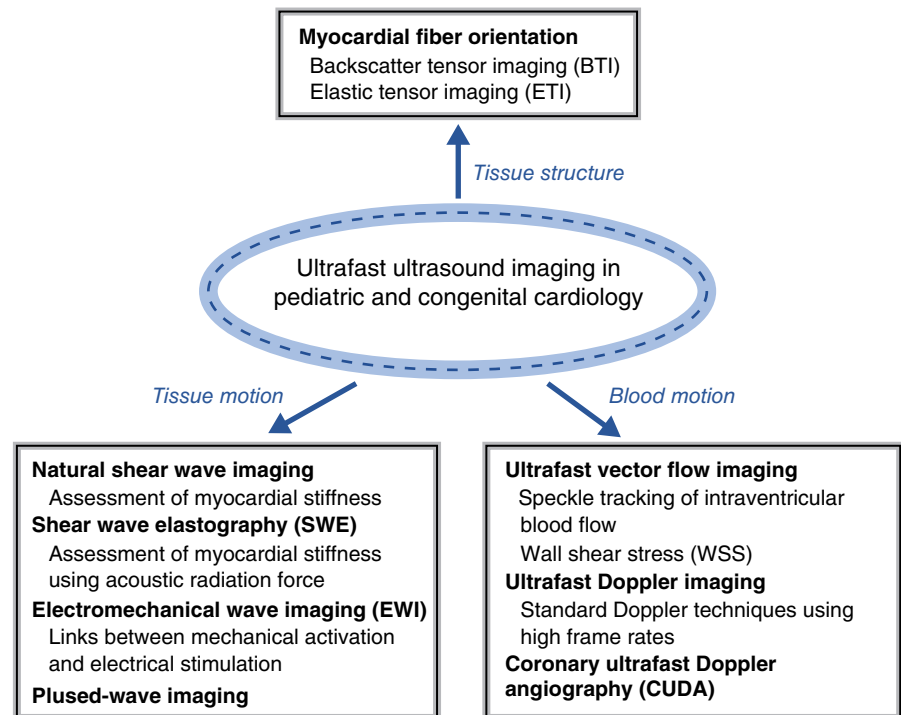 Myocardial fiber orientation
Backscatter tensor imaging (BTI)
Elastic tensor imaging (ETI)
Tissue structure
Ultrafast ultrasound imaging in
pediatric and congenital cardiology
Tissue motion
Blood motion
Natural shear wave imaging
Assessment of myocardial stiffness
Shear wave elastography (SWE)
Assessment of myocardial stiffness
using acoustic radiation force
Electromechanical wave imaging (EWI)
Links between mechanical activation
and electrical stimulation
Plused-wave imaging
Ultrafast vector flow imaging
Speckle tracking of intraventricular
blood flow
Wall shear stress (WSS)
Ultrafast Doppler imaging
Standard Doppler techniques using
high frame rates
Coronary ultrafast Doppler
angiography (CUDA)